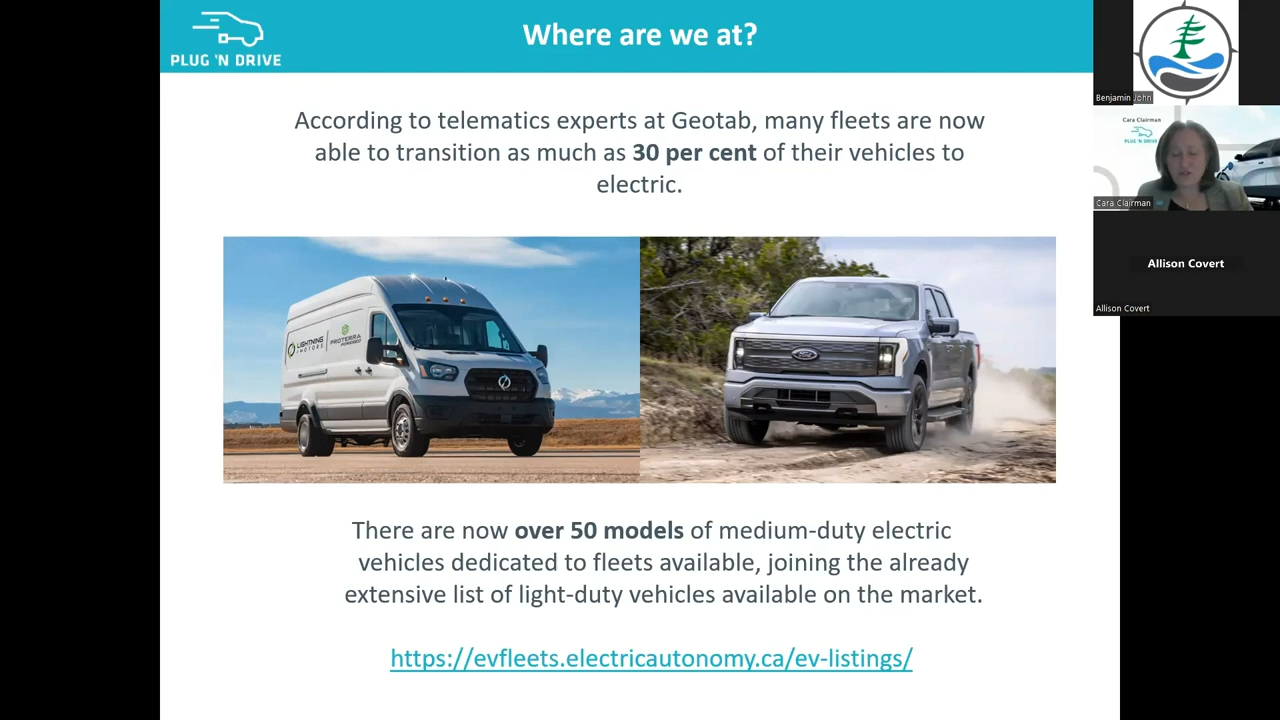 PLUG 'N DRIVE
Where are we at?
According to telematics experts at Geotab, many fleets are now
able to transition as much as 30 per cent of their vehicles to
electric.
LIGHTNING
PROTERRA
POWERED
There are now over 50 models of medium-duty electric
vehicles dedicated to fleets available, joining the already
extensive list of light-duty vehicles available on the market.
https://evfleets.electricautonomy.ca/ev-listings/
Benjamin John
Cara Clairman
PLUG 'N DRIVE
Cara Clairman
Allison Covert
Allison Covert